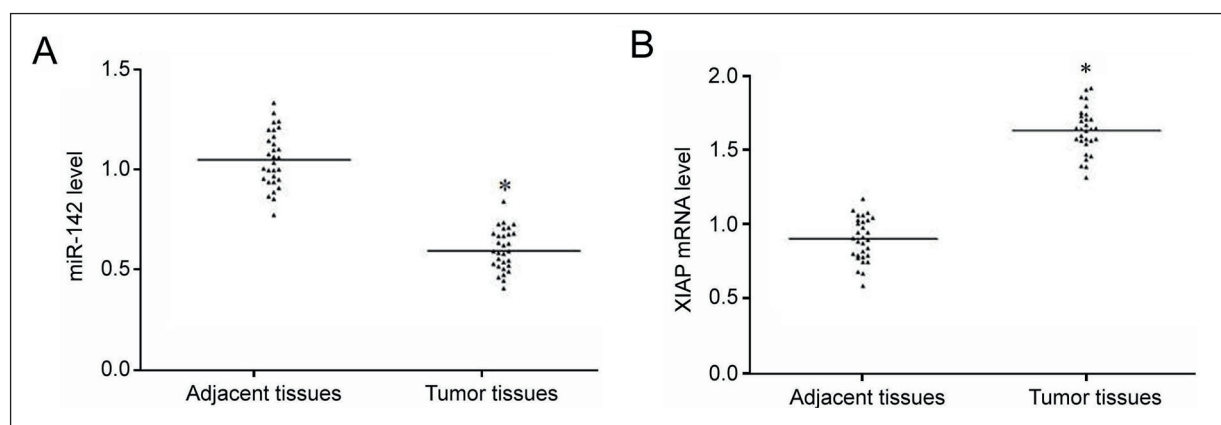 A
miR-142 level
1.5
1.0
0.5
0.0
*
Adjacent tissues
Tumor tissues
B
XIAP mRNA level
2.0
1.5
1.0
0.5
0.0
*
Adjacent tissues
Tumor tissues